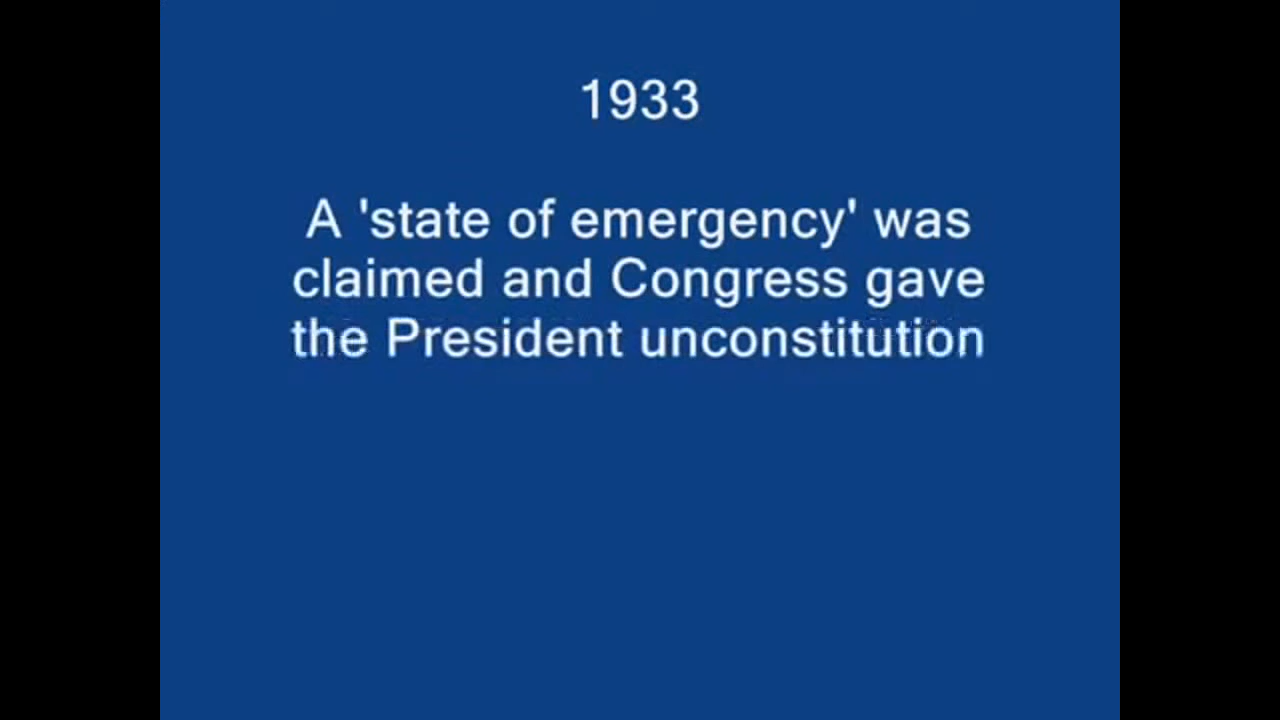 1933
A 'state of emergency' was
claimed and Congress gave
the President unconstitution